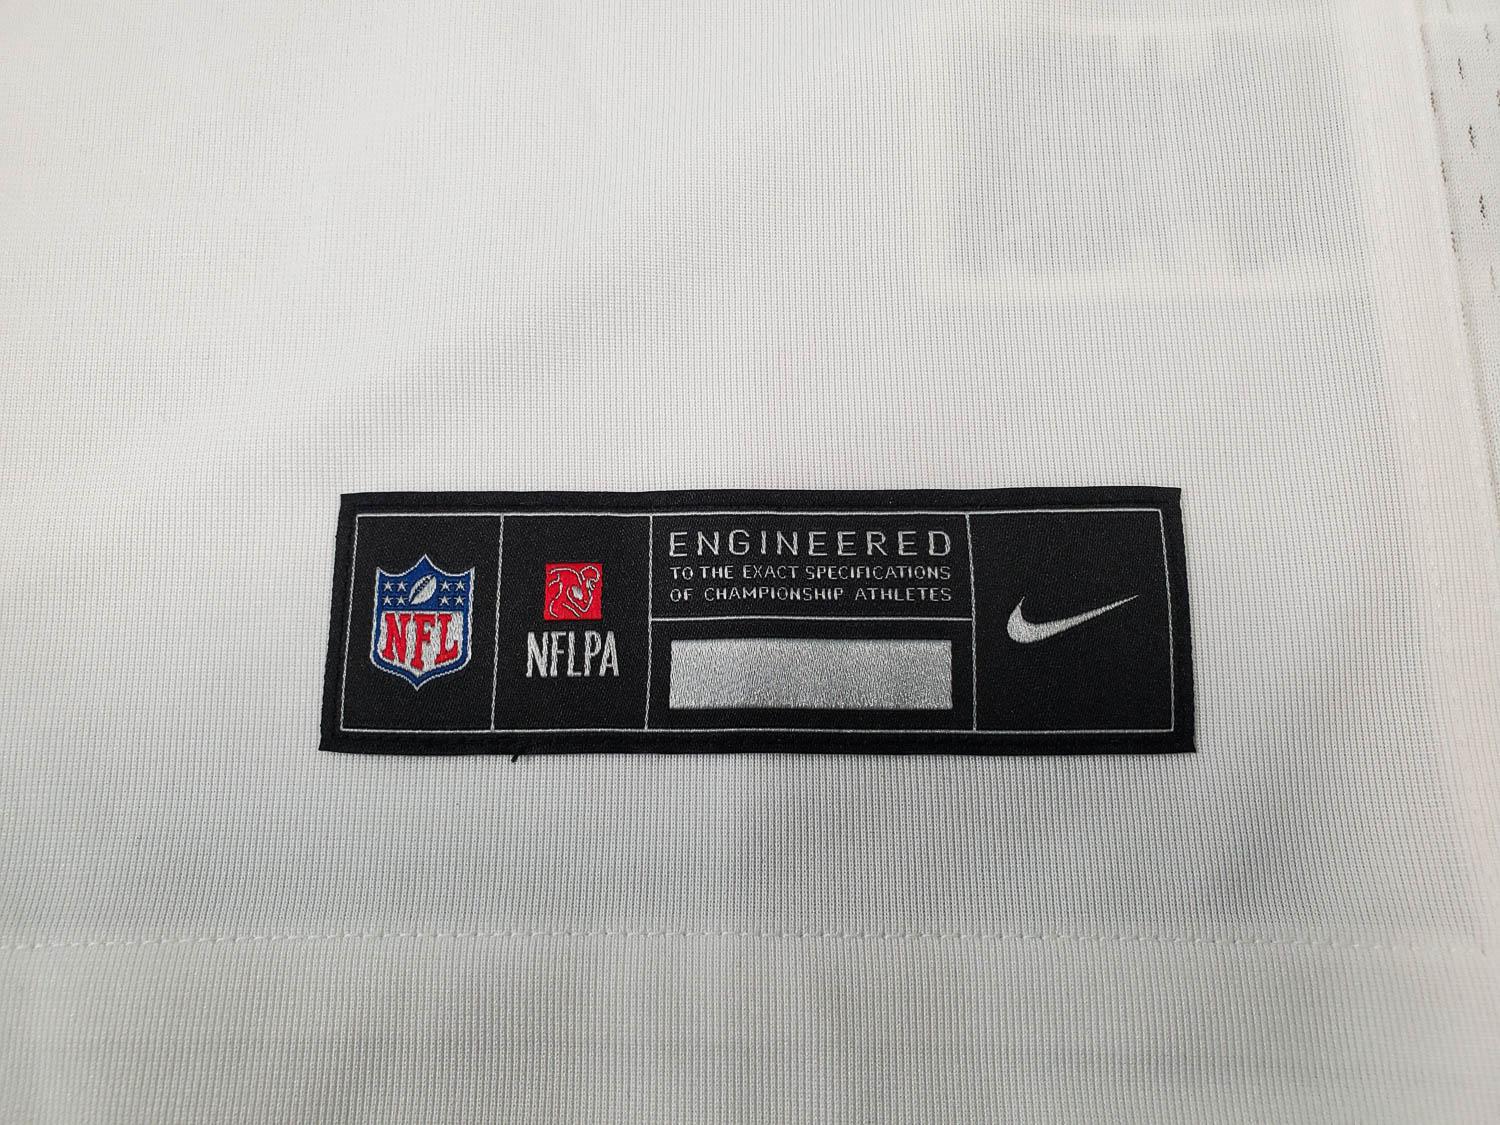 NFL
NFLPA
ENGINEERED
TO THE EXACT SPECIFICATIONS
OF CHAMPIONSHIP ATHLETES